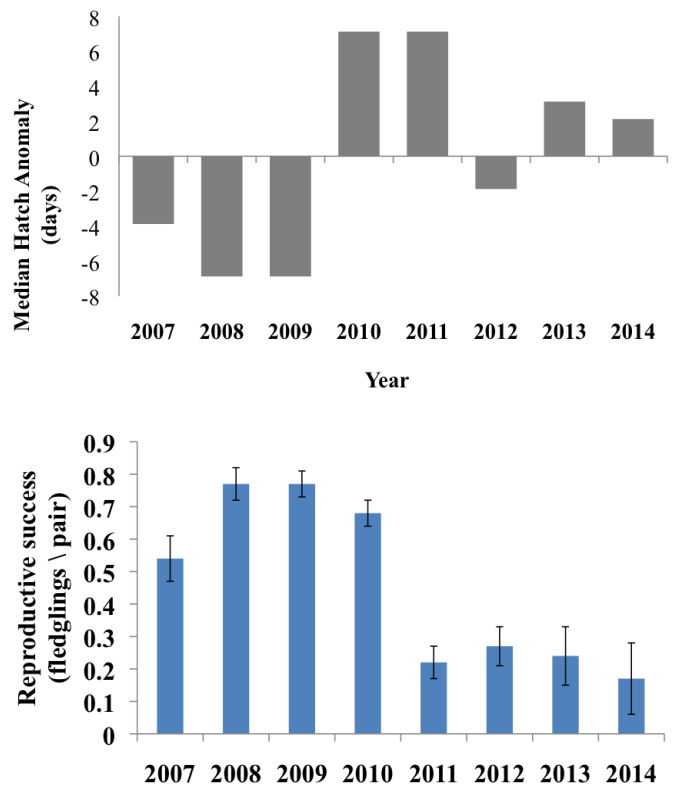 Median Hatch Anomaly
(days)
8
6
4
2
0
-2
-4
-6
-8
2007 2008 2009 2010 2011 2012 2013 2014
Year
Reproductive success
(fledglings \ pair)
0.9
0.8
0.7
0.6
0.5
0.4
0.3
0.2
0.1
0
2007 2008 2009 2010 2011 2012 2013 2014